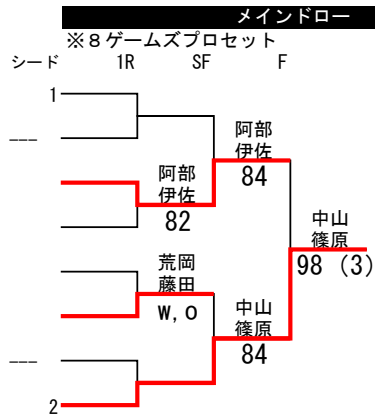 メインドロー
※８ゲームズプロセット
シード 1R SF F
1
---
阿部
伊佐
84
阿部
伊佐
82
中山
篠原
98 (3)
荒岡
藤田
W,O
中山
篠原
84
---
2